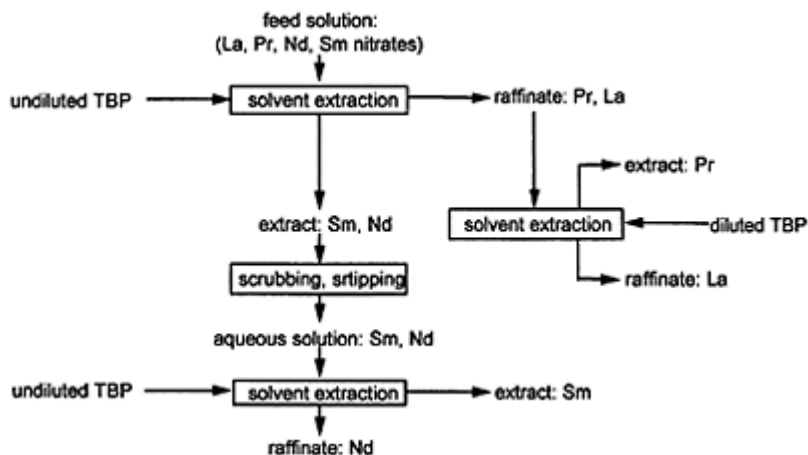 feed solution:
(La, Pr, Nd, Sm nitrates)
undiluted TBP
solvent extraction
raffinate: Pr, La
extract: Pr
extract: Sm, Nd
solvent extraction
diluted TBP
scrubbing, srtipping
raffinate: La
aqueous solution: Sm, Nd
undiluted TBP
solvent extraction
extract: Sm
raffinate: Nd